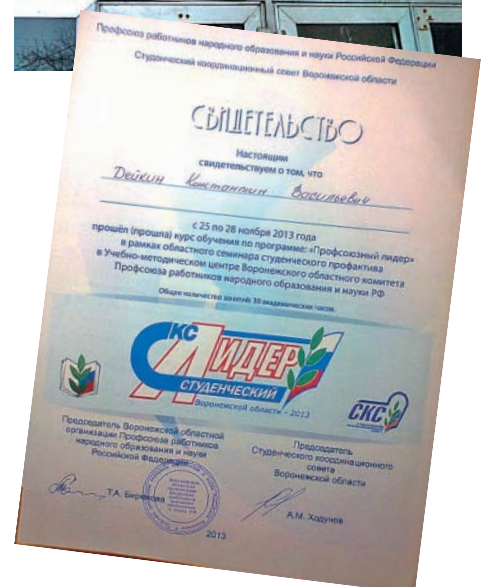 Профсоюз работников народного образования и науки Российской Федерации
Студенческий координационный совет Воронежской области
СВИДЕТЕЛЬСТВО
Настоящим
свидетельствуем о том, что
Дейкин Константин Васильевич
с 25 по 28 ноября 2013 года
прошёл (прошла) курс обучения по программе: «Профсоюзный лидер»
в рамках областного семинара студенческого профактива
в Учебно-методическом центре Воронежского областного комитета
Профсоюза работников народного образования и науки РФ
Общее количество занятий: 30 академических часов.
СКС
ЛИДЕР
СТУДЕНЧЕСКИЙ
Воронежской области - 2013
СКС
Председатель Воронежской областной
организации Профсоюза работников
народного образования и науки
Российской Федерации
Т.А. Бирюкова
Председатель
Студенческого координационного
совета
Воронежской области
А.М. Ходунов
2013